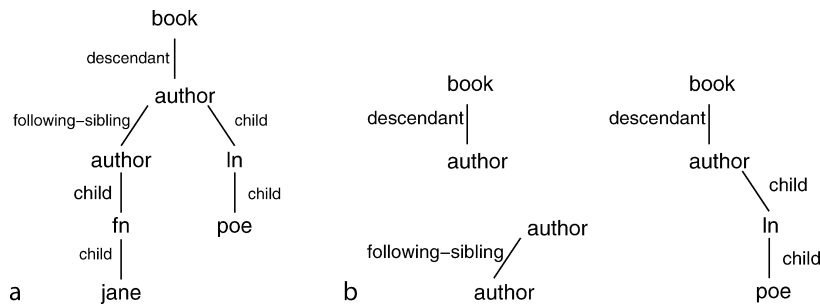 book
descendant
author
following–sibling child
author ln
child child
fn poe
child
a jane
book
descendant
author
author
following–sibling
b author
book
descendant
author
child
ln
child
poe